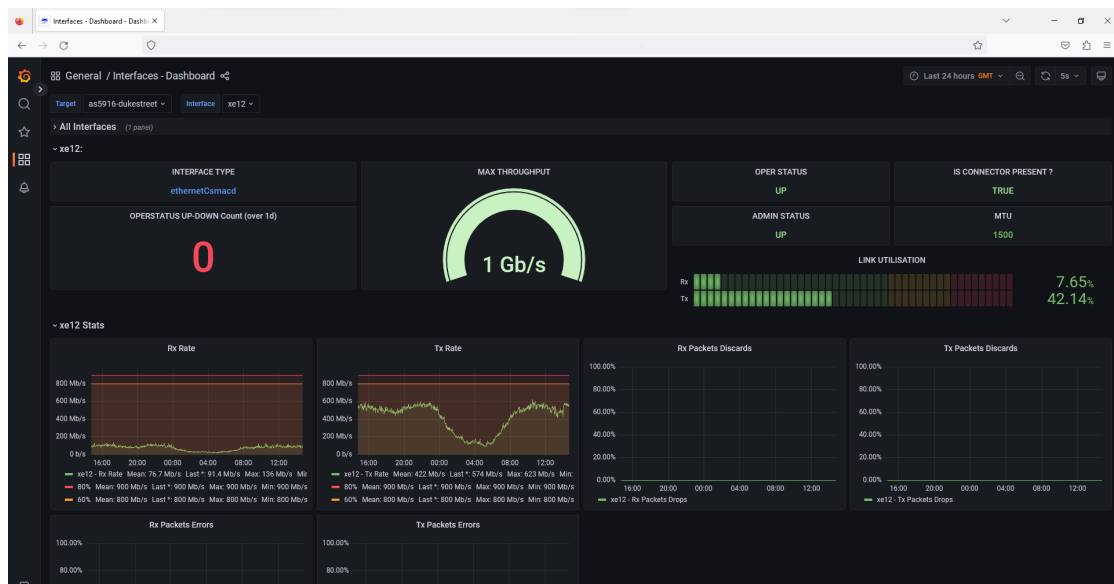 Interfaces - Dashboard - Dashb
General / Interfaces - Dashboard
Last 24 hours GMT
5s
Target as5916-dukestreet Interface xe12
All Interfaces (1 panel)
xe12:
INTERFACE TYPE
ethernetCsmacd
OPERSTATUS UP-DOWN Count (over 1d)
0
MAX THROUGHPUT
1 Gb/s
OPER STATUS
UP
IS CONNECTOR PRESENT ?
TRUE
ADMIN STATUS
UP
MTU
1500
LINK UTILISATION
Rx 7.65%
Tx 42.14%
xe12 Stats
Rx Rate
800 Mb/s
600 Mb/s
400 Mb/s
200 Mb/s
0 b/s
16:00 20:00 00:00 04:00 08:00 12:00
xe12 - Rx Rate Mean: 76.7 Mb/s Last *: 91.4 Mb/s Max: 136 Mb/s Mir
80% Mean: 900 Mb/s Last *: 900 Mb/s Max: 900 Mb/s Min: 900 Mb/s
60% Mean: 800 Mb/s Last *: 800 Mb/s Max: 800 Mb/s Min: 800 Mb/s
Tx Rate
800 Mb/s
600 Mb/s
400 Mb/s
200 Mb/s
0 b/s
16:00 20:00 00:00 04:00 08:00 12:00
xe12 - Tx Rate Mean: 422 Mb/s Last *: 574 Mb/s Max: 623 Mb/s Min:
80% Mean: 900 Mb/s Last *: 900 Mb/s Max: 900 Mb/s Min: 900 Mb/s
60% Mean: 800 Mb/s Last *: 800 Mb/s Max: 800 Mb/s Min: 800 Mb/s
Rx Packets Discards
100.00%
80.00%
60.00%
40.00%
20.00%
0.00%
16:00 20:00 00:00 04:00 08:00 12:00
xe12 - Rx Packets Drops
Tx Packets Discards
100.00%
80.00%
60.00%
40.00%
20.00%
0.00%
16:00 20:00 00:00 04:00 08:00 12:00
xe12 - Tx Packets Drops
Rx Packets Errors
100.00%
80.00%
Tx Packets Errors
100.00%
80.00%